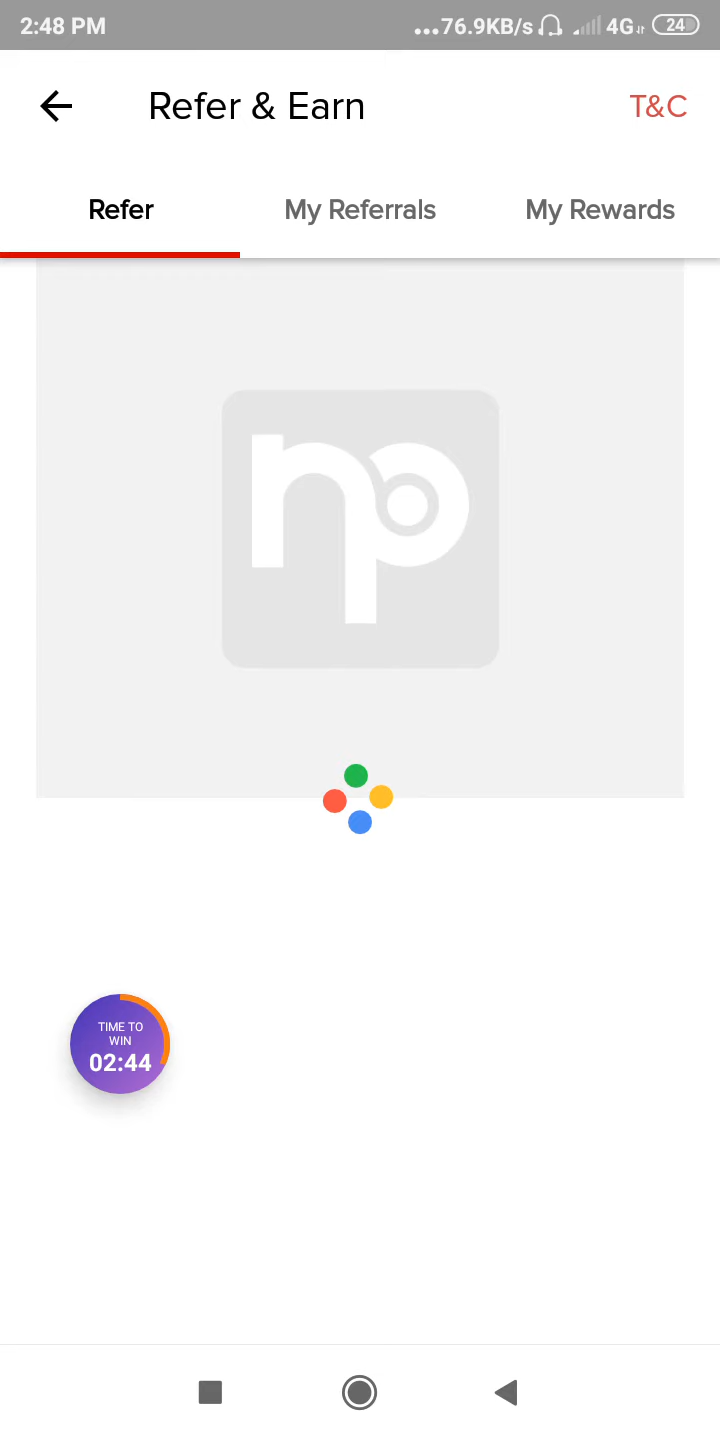 2:48 PM ...76.9KB/s 4G 24
Refer & Earn T&C
Refer My Referrals My Rewards
np
TIME TO
WIN
02:44